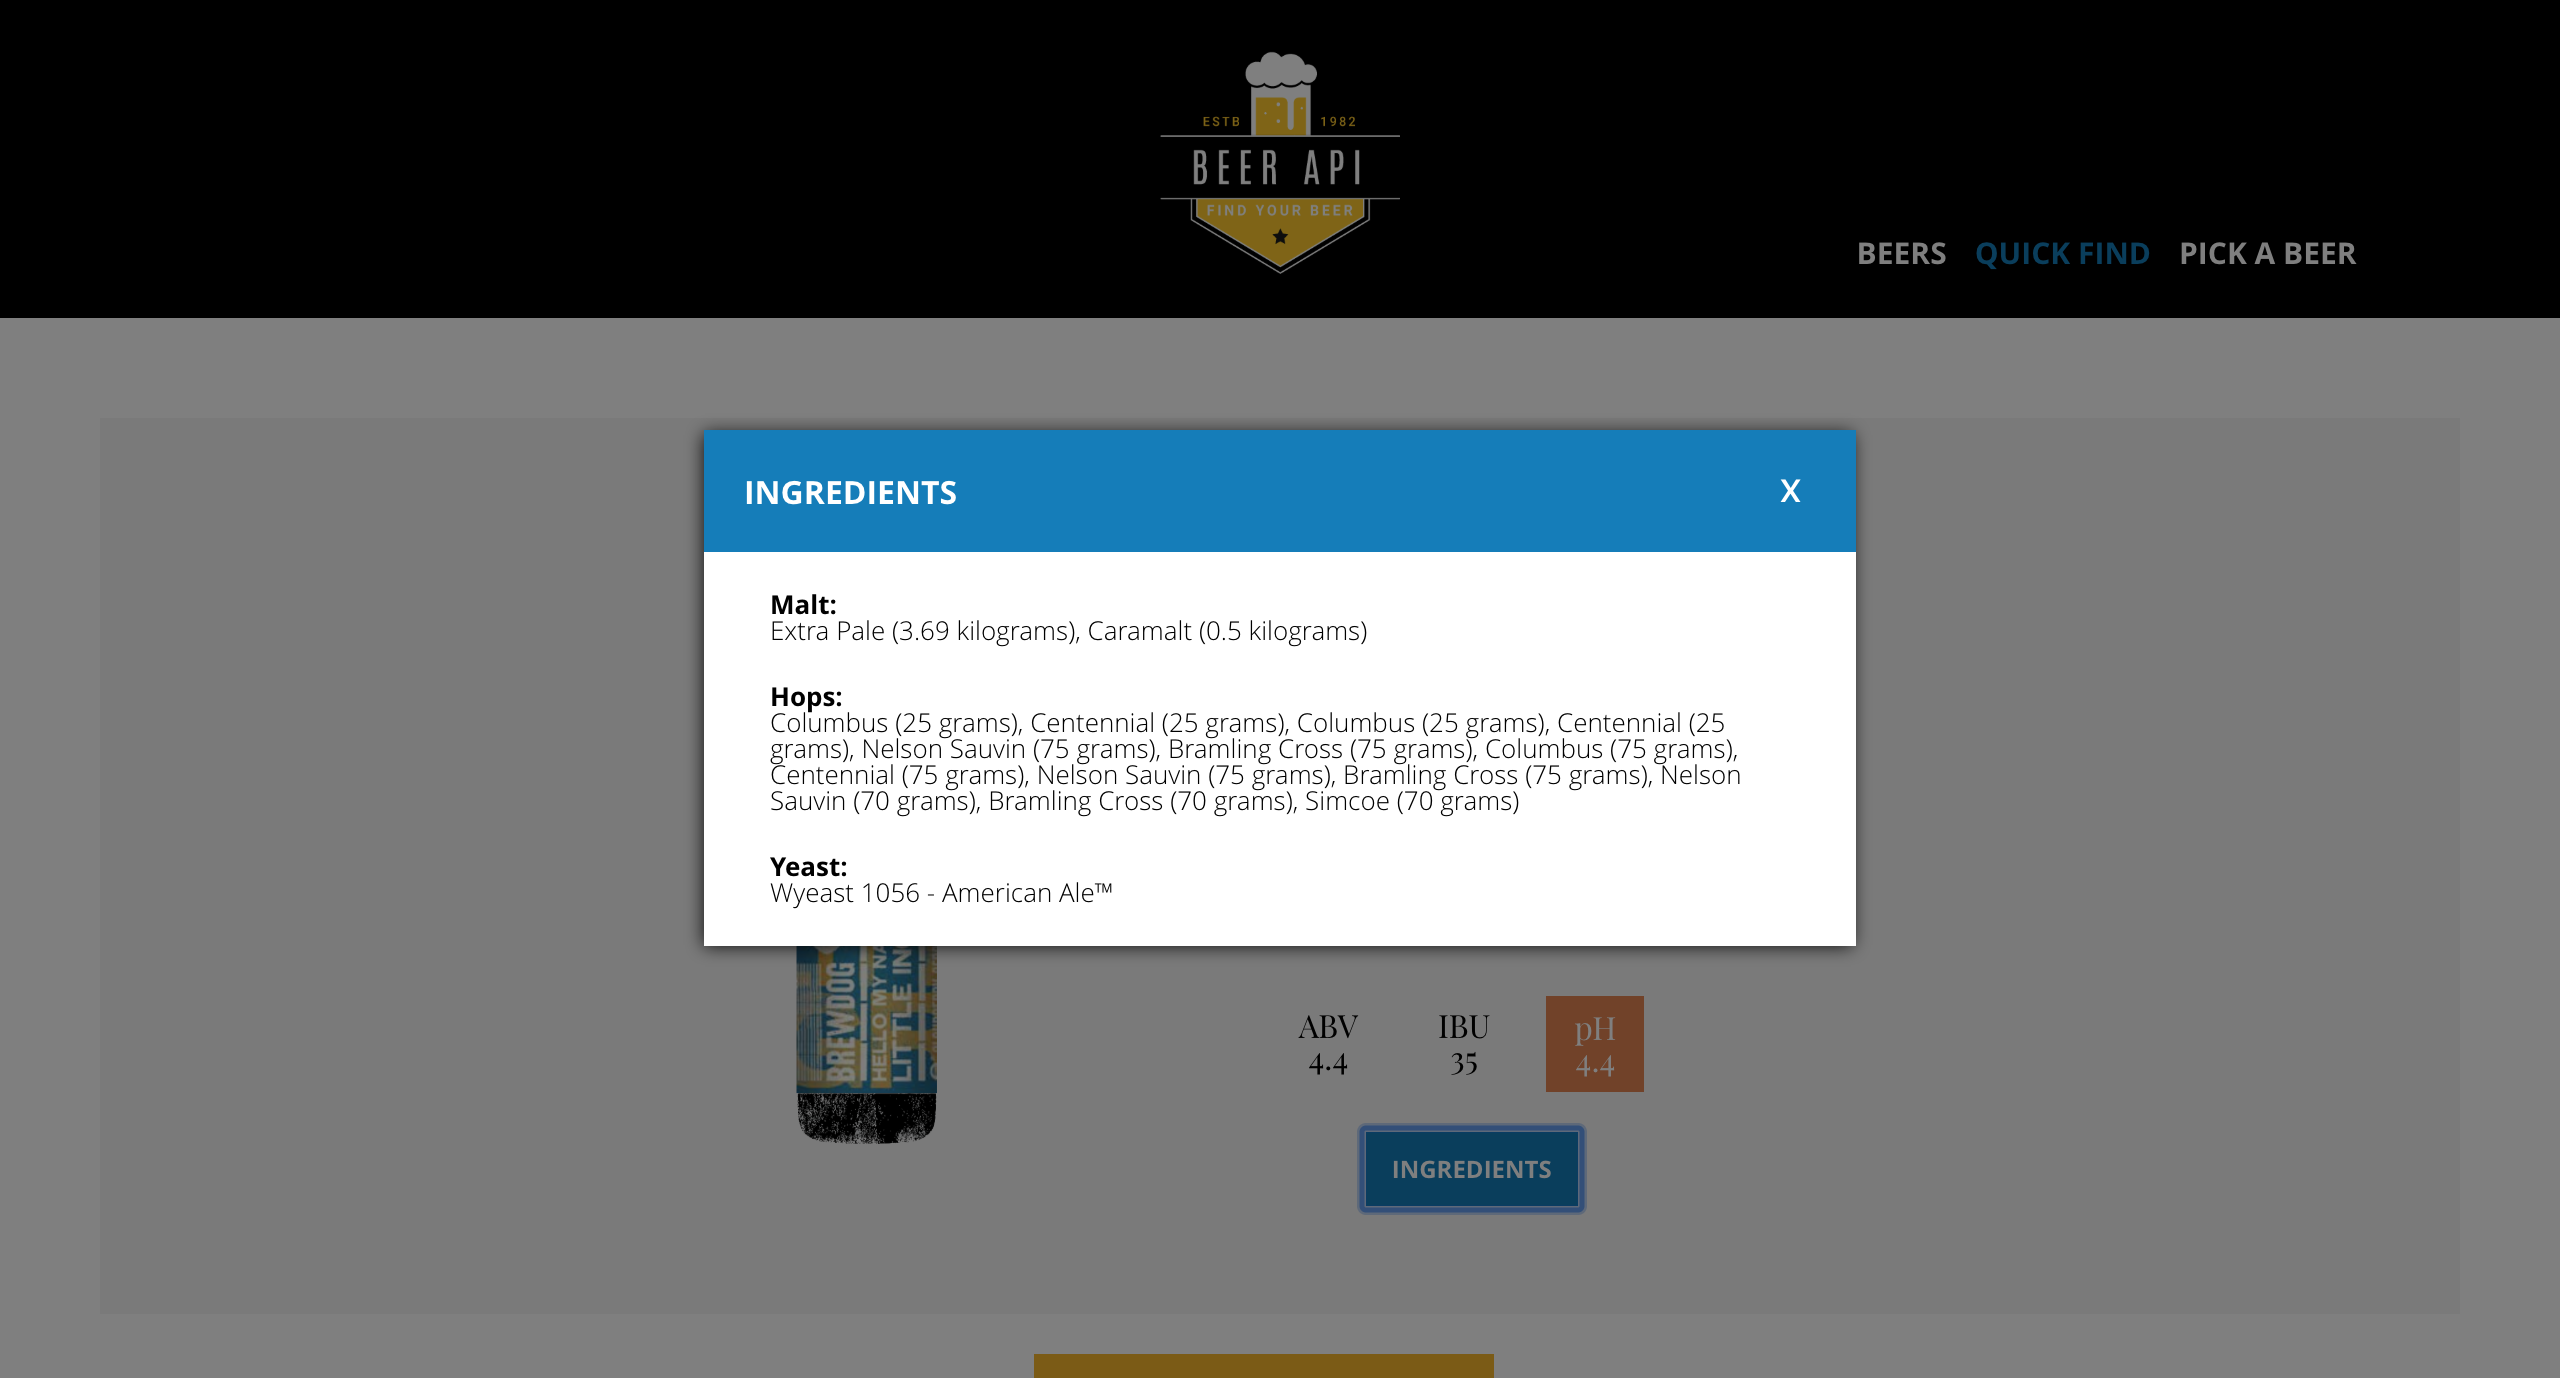 ESTB 1982
BEER API
FIND YOUR BEER
BEERS QUICK FIND PICK A BEER
INGREDIENTS X
Malt:
Extra Pale (3.69 kilograms), Caramalt (0.5 kilograms)
Hops:
Columbus (25 grams), Centennial (25 grams), Columbus (25 grams), Centennial (25
grams), Nelson Sauvin (75 grams), Bramling Cross (75 grams), Columbus (75 grams),
Centennial (75 grams), Nelson Sauvin (75 grams), Bramling Cross (75 grams), Nelson
Sauvin (70 grams), Bramling Cross (70 grams), Simcoe (70 grams)
Yeast:
Wyeast 1056 - American Ale™
BREWDOG
HELLO MY
LITTLE
ABV IBU pH
4.4 35 4.4
INGREDIENTS